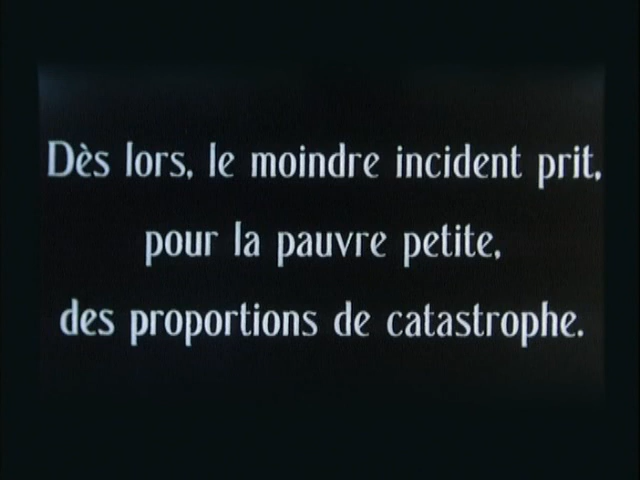 Dès lors, le moindre incident prit,
pour la pauvre petite,
des proportions de catastrophe.